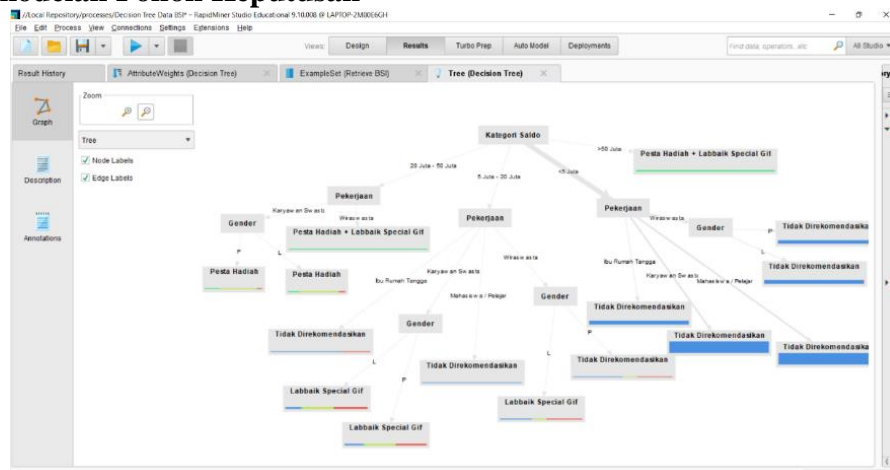 modelan Pohon Keputusan
//Local Repository/processes/Decision Tree Data BSI* – RapidMiner Studio Educational 9.10.008 @ LAPTOP-2M00E6GH
File Edit Process View Connections Settings Extensions Help
Views: Design Results Turbo Prep Auto Model Deployments
Find data, operators...etc
All Studio
Result History
AttributeWeights (Decision Tree)
ExampleSet (Retrieve BSI)
Tree (Decision Tree)
Graph
Description
Annotations
Zoom
Tree
Node Labels
Edge Labels
Kategori Saldo
20 Juta - 50 Juta
5 Juta - 20 Juta
<5 Juta
>50 Juta
Pesta Hadiah + Labbaik Special Gif
Pekerjaan
Karyawan Swasta
Wiraswasta
Gender
Pesta Hadiah + Labbaik Special Gif
P
L
Pesta Hadiah
Pesta Hadiah
Pekerjaan
Ibu Rumah Tangga
Karyawan Swasta
Mahasiswa / Pelajar
Wiraswasta
Tidak Direkomendasikan
Gender
L
P
Labbaik Special Gif
Labbaik Special Gif
Tidak Direkomendasikan
Gender
L
P
Labbaik Special Gif
Tidak Direkomendasikan
Pekerjaan
Ibu Rumah Tangga
Karyawan Swasta
Mahasiswa / Pelajar
Wiraswasta
Tidak Direkomendasikan
Tidak Direkomendasikan
Tidak Direkomendasika
Gender
P
L
Tidak Direkomendasika
Tidak Direkomendasikan